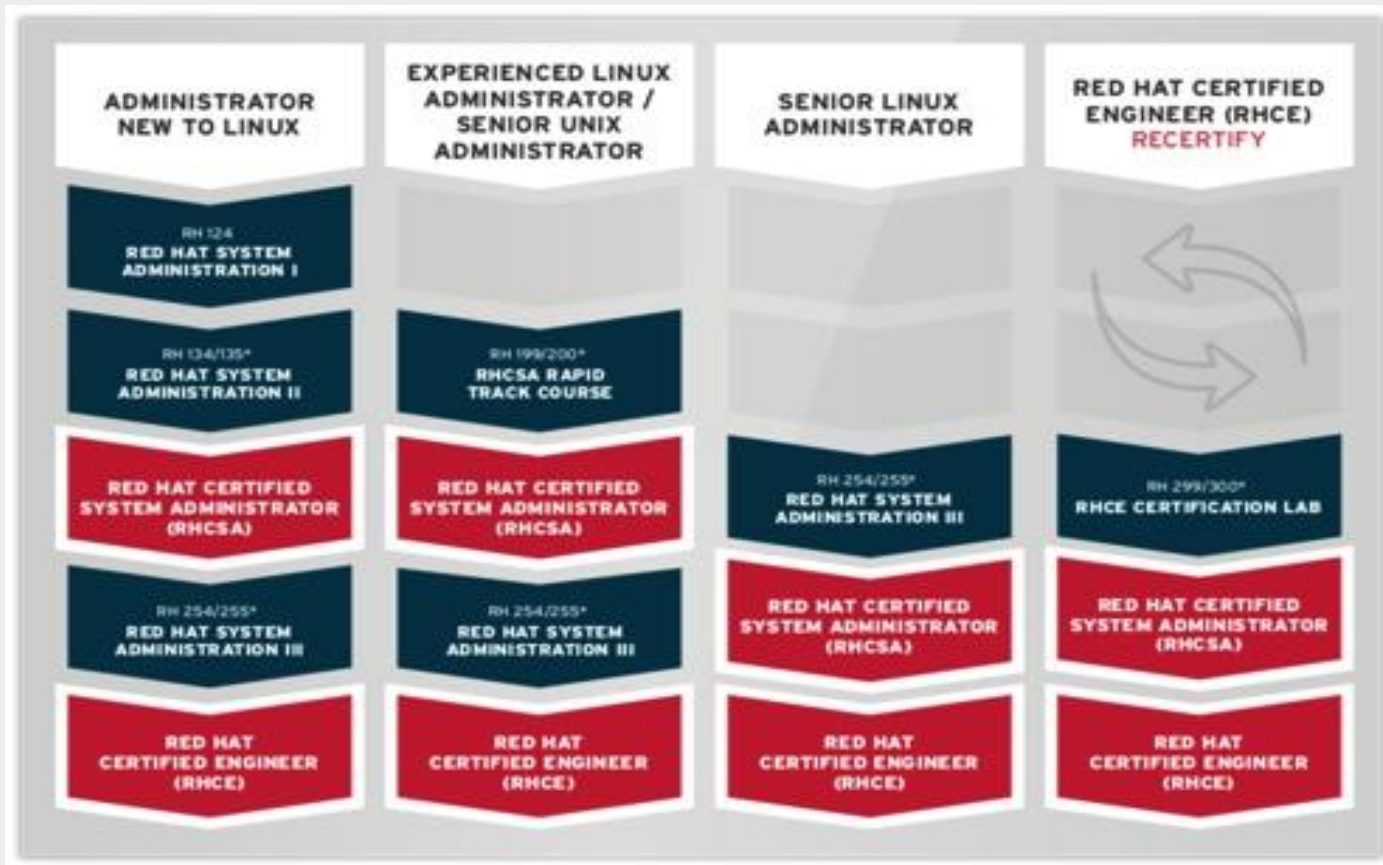 ADMINISTRATOR
NEW TO LINUX
RH 124
RED HAT SYSTEM
ADMINISTRATION I
RH 134/135*
RED HAT SYSTEM
ADMINISTRATION II
RED HAT CERTIFIED
SYSTEM ADMINISTRATOR
(RHCSA)
RH 254/255*
RED HAT SYSTEM
ADMINISTRATION III
RED HAT
CERTIFIED ENGINEER
(RHCE)
EXPERIENCED LINUX
ADMINISTRATOR /
SENIOR UNIX
ADMINISTRATOR
RH 199/200*
RHCSA RAPID
TRACK COURSE
RED HAT CERTIFIED
SYSTEM ADMINISTRATOR
(RHCSA)
RH 254/255*
RED HAT SYSTEM
ADMINISTRATION III
RED HAT
CERTIFIED ENGINEER
(RHCE)
SENIOR LINUX
ADMINISTRATOR
RH 254/255*
RED HAT SYSTEM
ADMINISTRATION III
RED HAT CERTIFIED
SYSTEM ADMINISTRATOR
(RHCSA)
RED HAT
CERTIFIED ENGINEER
(RHCE)
RED HAT CERTIFIED
ENGINEER (RHCE)
RECERTIFY
RH 299/300*
RHCE CERTIFICATION LAB
RED HAT CERTIFIED
SYSTEM ADMINISTRATOR
(RHCSA)
RED HAT
CERTIFIED ENGINEER
(RHCE)